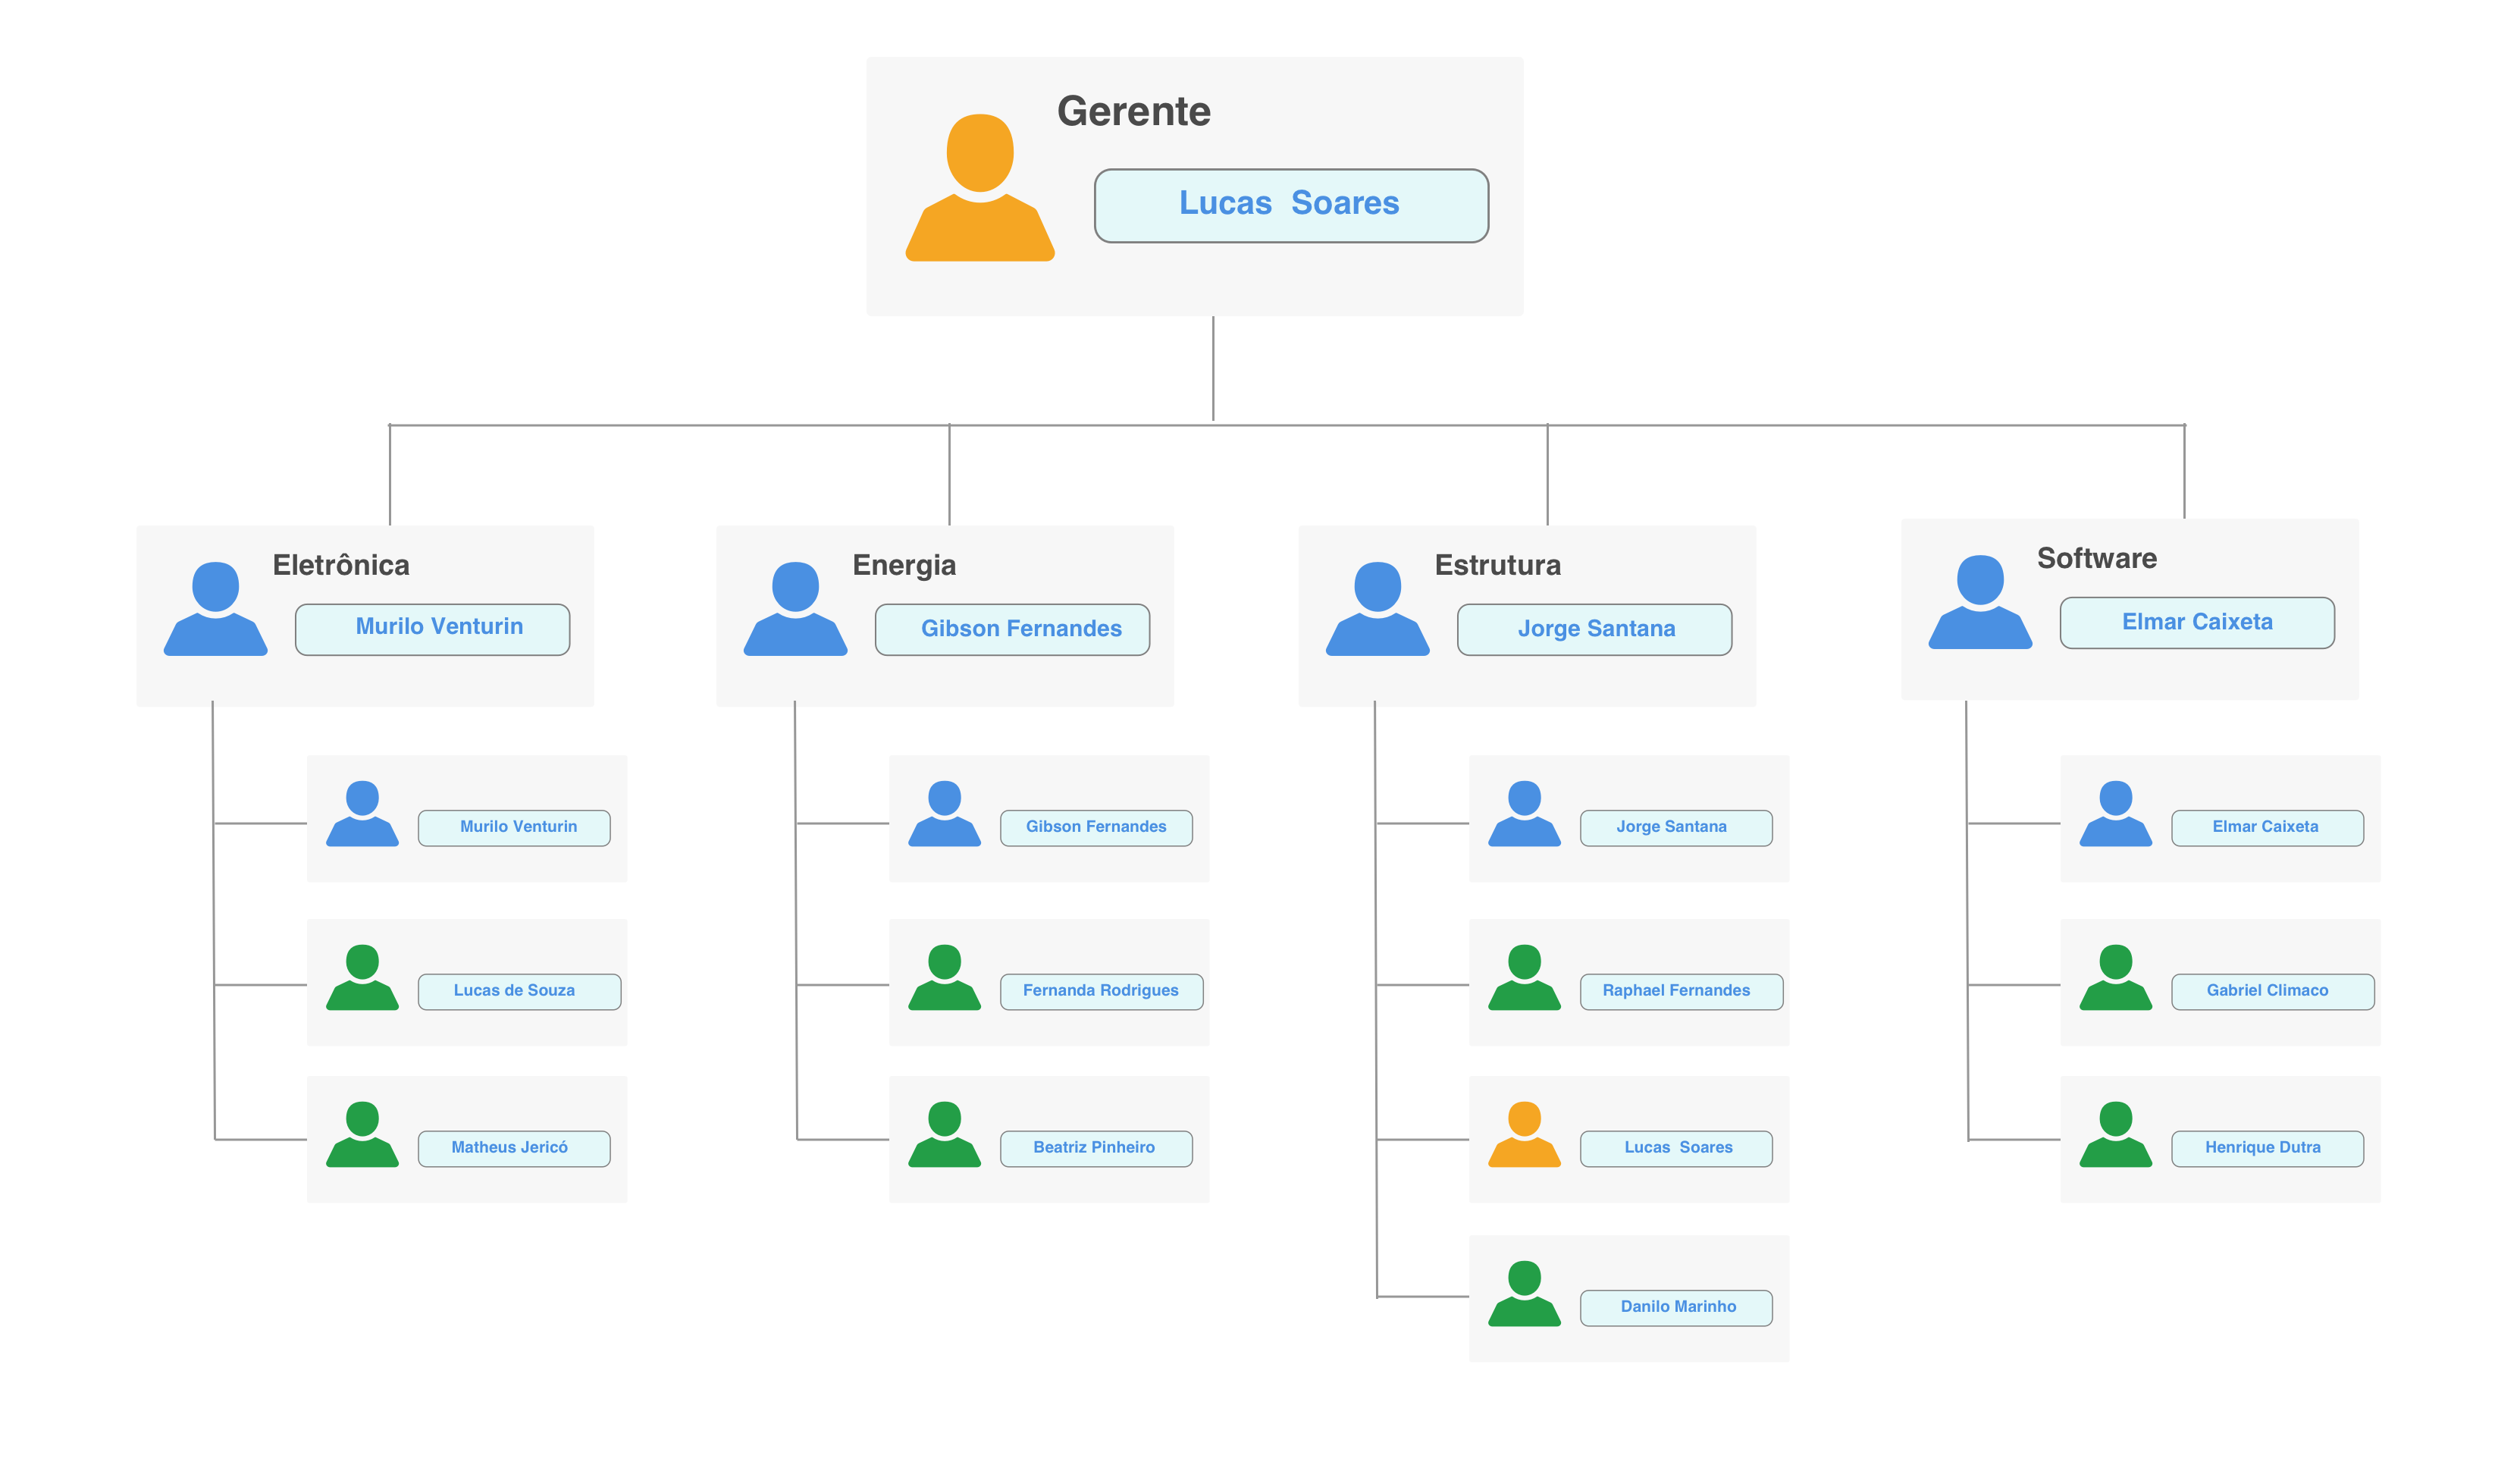 Gerente
Lucas  Soares
Eletrônica
Murilo Venturin
Energia
Gibson Fernandes
Estrutura
Jorge Santana
Software
Elmar Caixeta
Murilo Venturin
Lucas de Souza
Matheus Jericó
Gibson Fernandes
Fernanda Rodrigues
Beatriz Pinheiro
Jorge Santana
Raphael Fernandes
Lucas  Soares
Danilo Marinho
Elmar Caixeta
Gabriel Climaco
Henrique Dutra